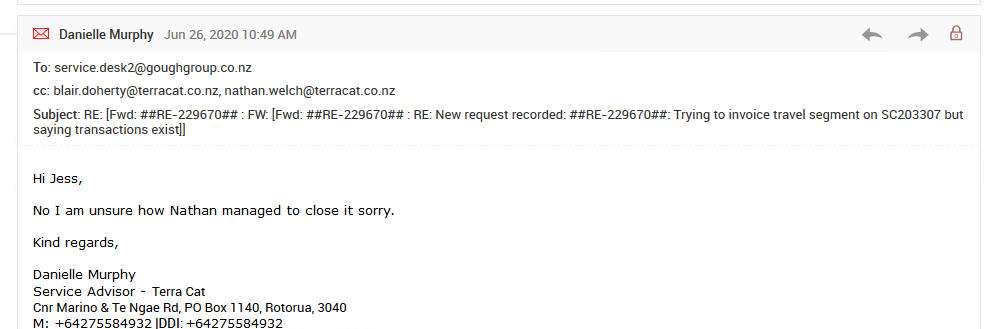 Danielle Murphy Jun 26, 2020 10:49 AM
To: service.desk2@goughgroup.co.nz
cc: blair.doherty@terracat.co.nz, nathan.welch@terracat.co.nz
Subject: RE: [Fwd: ##RE-229670## : FW: [Fwd: ##RE-229670## : RE: New request recorded: ##RE-229670##: Trying to invoice travel segment on SC203307 but
saying transactions exist]]
Hi Jess,
No I am unsure how Nathan managed to close it sorry.
Kind regards,
Danielle Murphy
Service Advisor - Terra Cat
Cnr Marino & Te Ngae Rd, PO Box 1140, Rotorua, 3040
M: +64275584932 |DDI: +64275584932